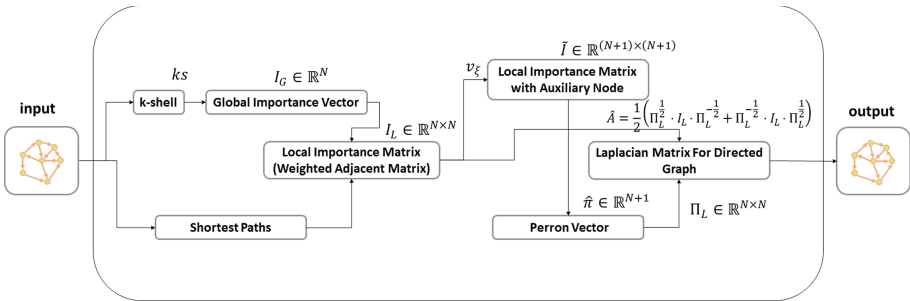 input
ks
k-shell
I_G ∈ ℝ^N
Global Importance Vector
I_L ∈ ℝ^{N×N}
Local Importance Matrix
(Weighted Adjacent Matrix)
Shortest Paths
v_ξ
Ĩ ∈ ℝ^{(N+1)×(N+1)}
Local Importance Matrix
with Auxiliary Node
Â = 1/2 (Π_L^{1/2} · I_L · Π_L^{-1/2} + Π_L^{-1/2} · I_L · Π_L^{1/2})
Laplacian Matrix For Directed
Graph
π̂ ∈ ℝ^{N+1}
Π_L ∈ ℝ^{N×N}
Perron Vector
output